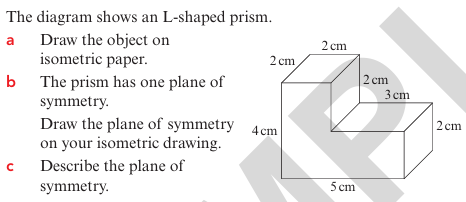 The diagram shows an L-shaped prism.
a Draw the object on
isometric paper.
b The prism has one plane of
symmetry.
Draw the plane of symmetry
on your isometric drawing.
c Describe the plane of
symmetry.
2 cm
2 cm
2 cm
3 cm
4 cm
2 cm
5 cm